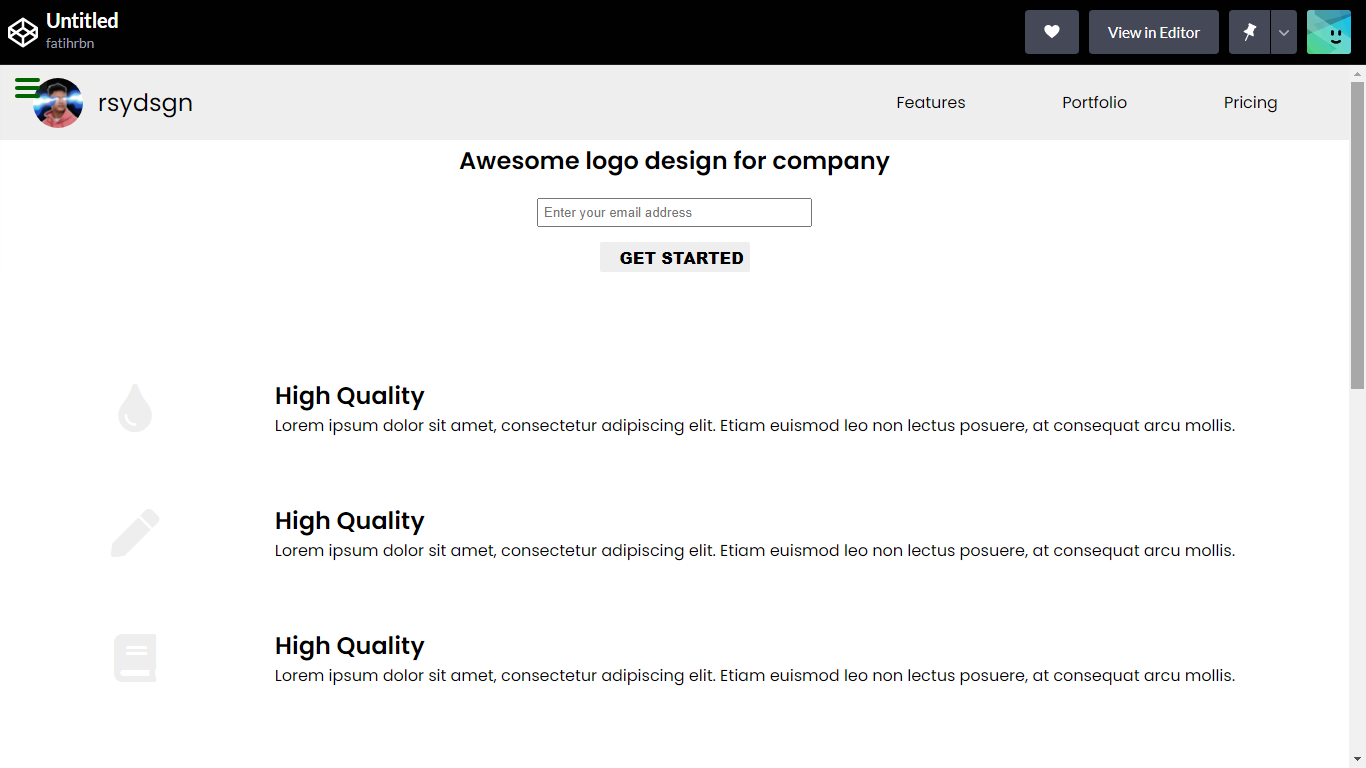 Untitled
fatihrbn
View in Editor
rsydsgn
Features
Portfolio
Pricing
Awesome logo design for company
Enter your email address
GET STARTED
High Quality
Lorem ipsum dolor sit amet, consectetur adipiscing elit. Etiam euismod leo non lectus posuere, at consequat arcu mollis.
High Quality
Lorem ipsum dolor sit amet, consectetur adipiscing elit. Etiam euismod leo non lectus posuere, at consequat arcu mollis.
High Quality
Lorem ipsum dolor sit amet, consectetur adipiscing elit. Etiam euismod leo non lectus posuere, at consequat arcu mollis.